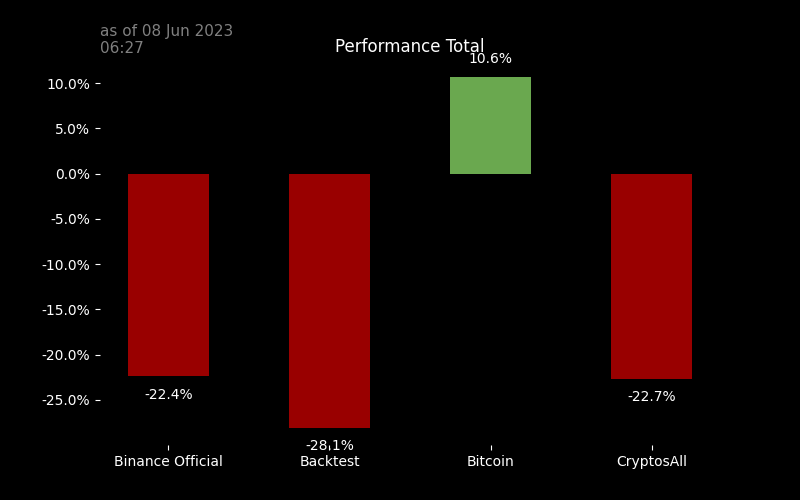 as of 08 Jun 2023
06:27
Performance Total
10.6%
10.0%
5.0%
0.0%
-5.0%
-10.0%
-15.0%
-20.0%
-25.0%
-22.4%
-28.1%
-22.7%
Binance Official
Backtest
Bitcoin
CryptosAll